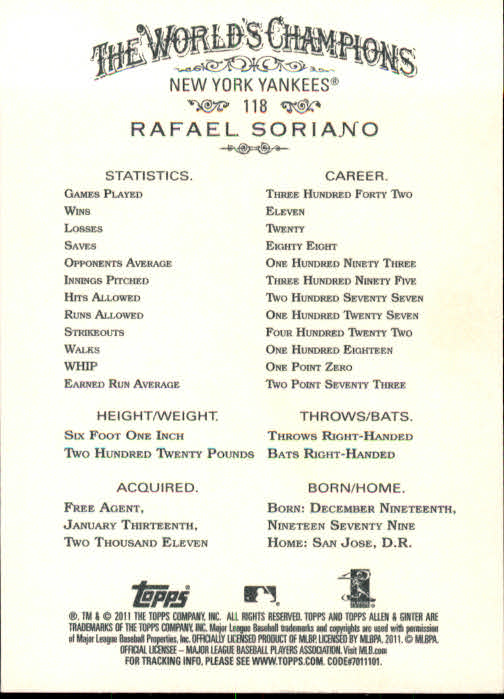 THE WORLD'S CHAMPIONS
NEW YORK YANKEES®
118
RAFAEL SORIANO
STATISTICS. CAREER.
GAMES PLAYED THREE HUNDRED FORTY TWO
WINS ELEVEN
LOSSES TWENTY
SAVES EIGHTY EIGHT
OPPONENTS AVERAGE ONE HUNDRED NINETY THREE
INNINGS PITCHED THREE HUNDRED NINETY FIVE
HITS ALLOWED TWO HUNDRED SEVENTY SEVEN
RUNS ALLOWED ONE HUNDRED TWENTY SEVEN
STRIKEOUTS FOUR HUNDRED TWENTY TWO
WALKS ONE HUNDRED EIGHTEEN
WHIP ONE POINT ZERO
EARNED RUN AVERAGE TWO POINT SEVENTY THREE
HEIGHT/WEIGHT. THROWS/BATS.
SIX FOOT ONE INCH THROWS RIGHT-HANDED
TWO HUNDRED TWENTY POUNDS BATS RIGHT-HANDED
ACQUIRED. BORN/HOME.
FREE AGENT, BORN: DECEMBER NINETEENTH,
JANUARY THIRTEENTH, NINETEEN SEVENTY NINE
TWO THOUSAND ELEVEN HOME: SAN JOSE, D.R.
TOPPS
®, TM & © 2011 THE TOPPS COMPANY, INC. ALL RIGHTS RESERVED. TOPPS AND TOPPS ALLEN & GINTER ARE
TRADEMARKS OF THE TOPPS COMPANY, INC. Major League Baseball trademarks and copyrights are used with permission
of Major League Baseball Properties, Inc. OFFICIALLY LICENSED PRODUCT OF MLBP. LICENSED BY MLBPA, 2011. © MLBPA.
OFFICIAL LICENSEE – MAJOR LEAGUE BASEBALL PLAYERS ASSOCIATION. Visit MLB.com
FOR TRACKING INFO, PLEASE SEE WWW.TOPPS.COM. CODE#7011101.